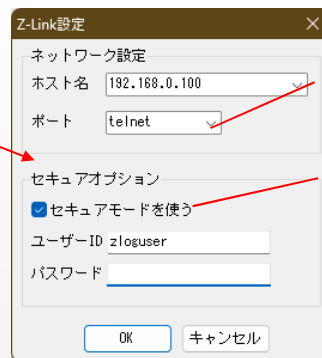 Z-Link設定
ネットワーク設定
ホスト名 192.168.0.100
ポート telnet
セキュアオプション
セキュアモードを使う
ユーザーID zloguser
パスワード
OK キャンセル